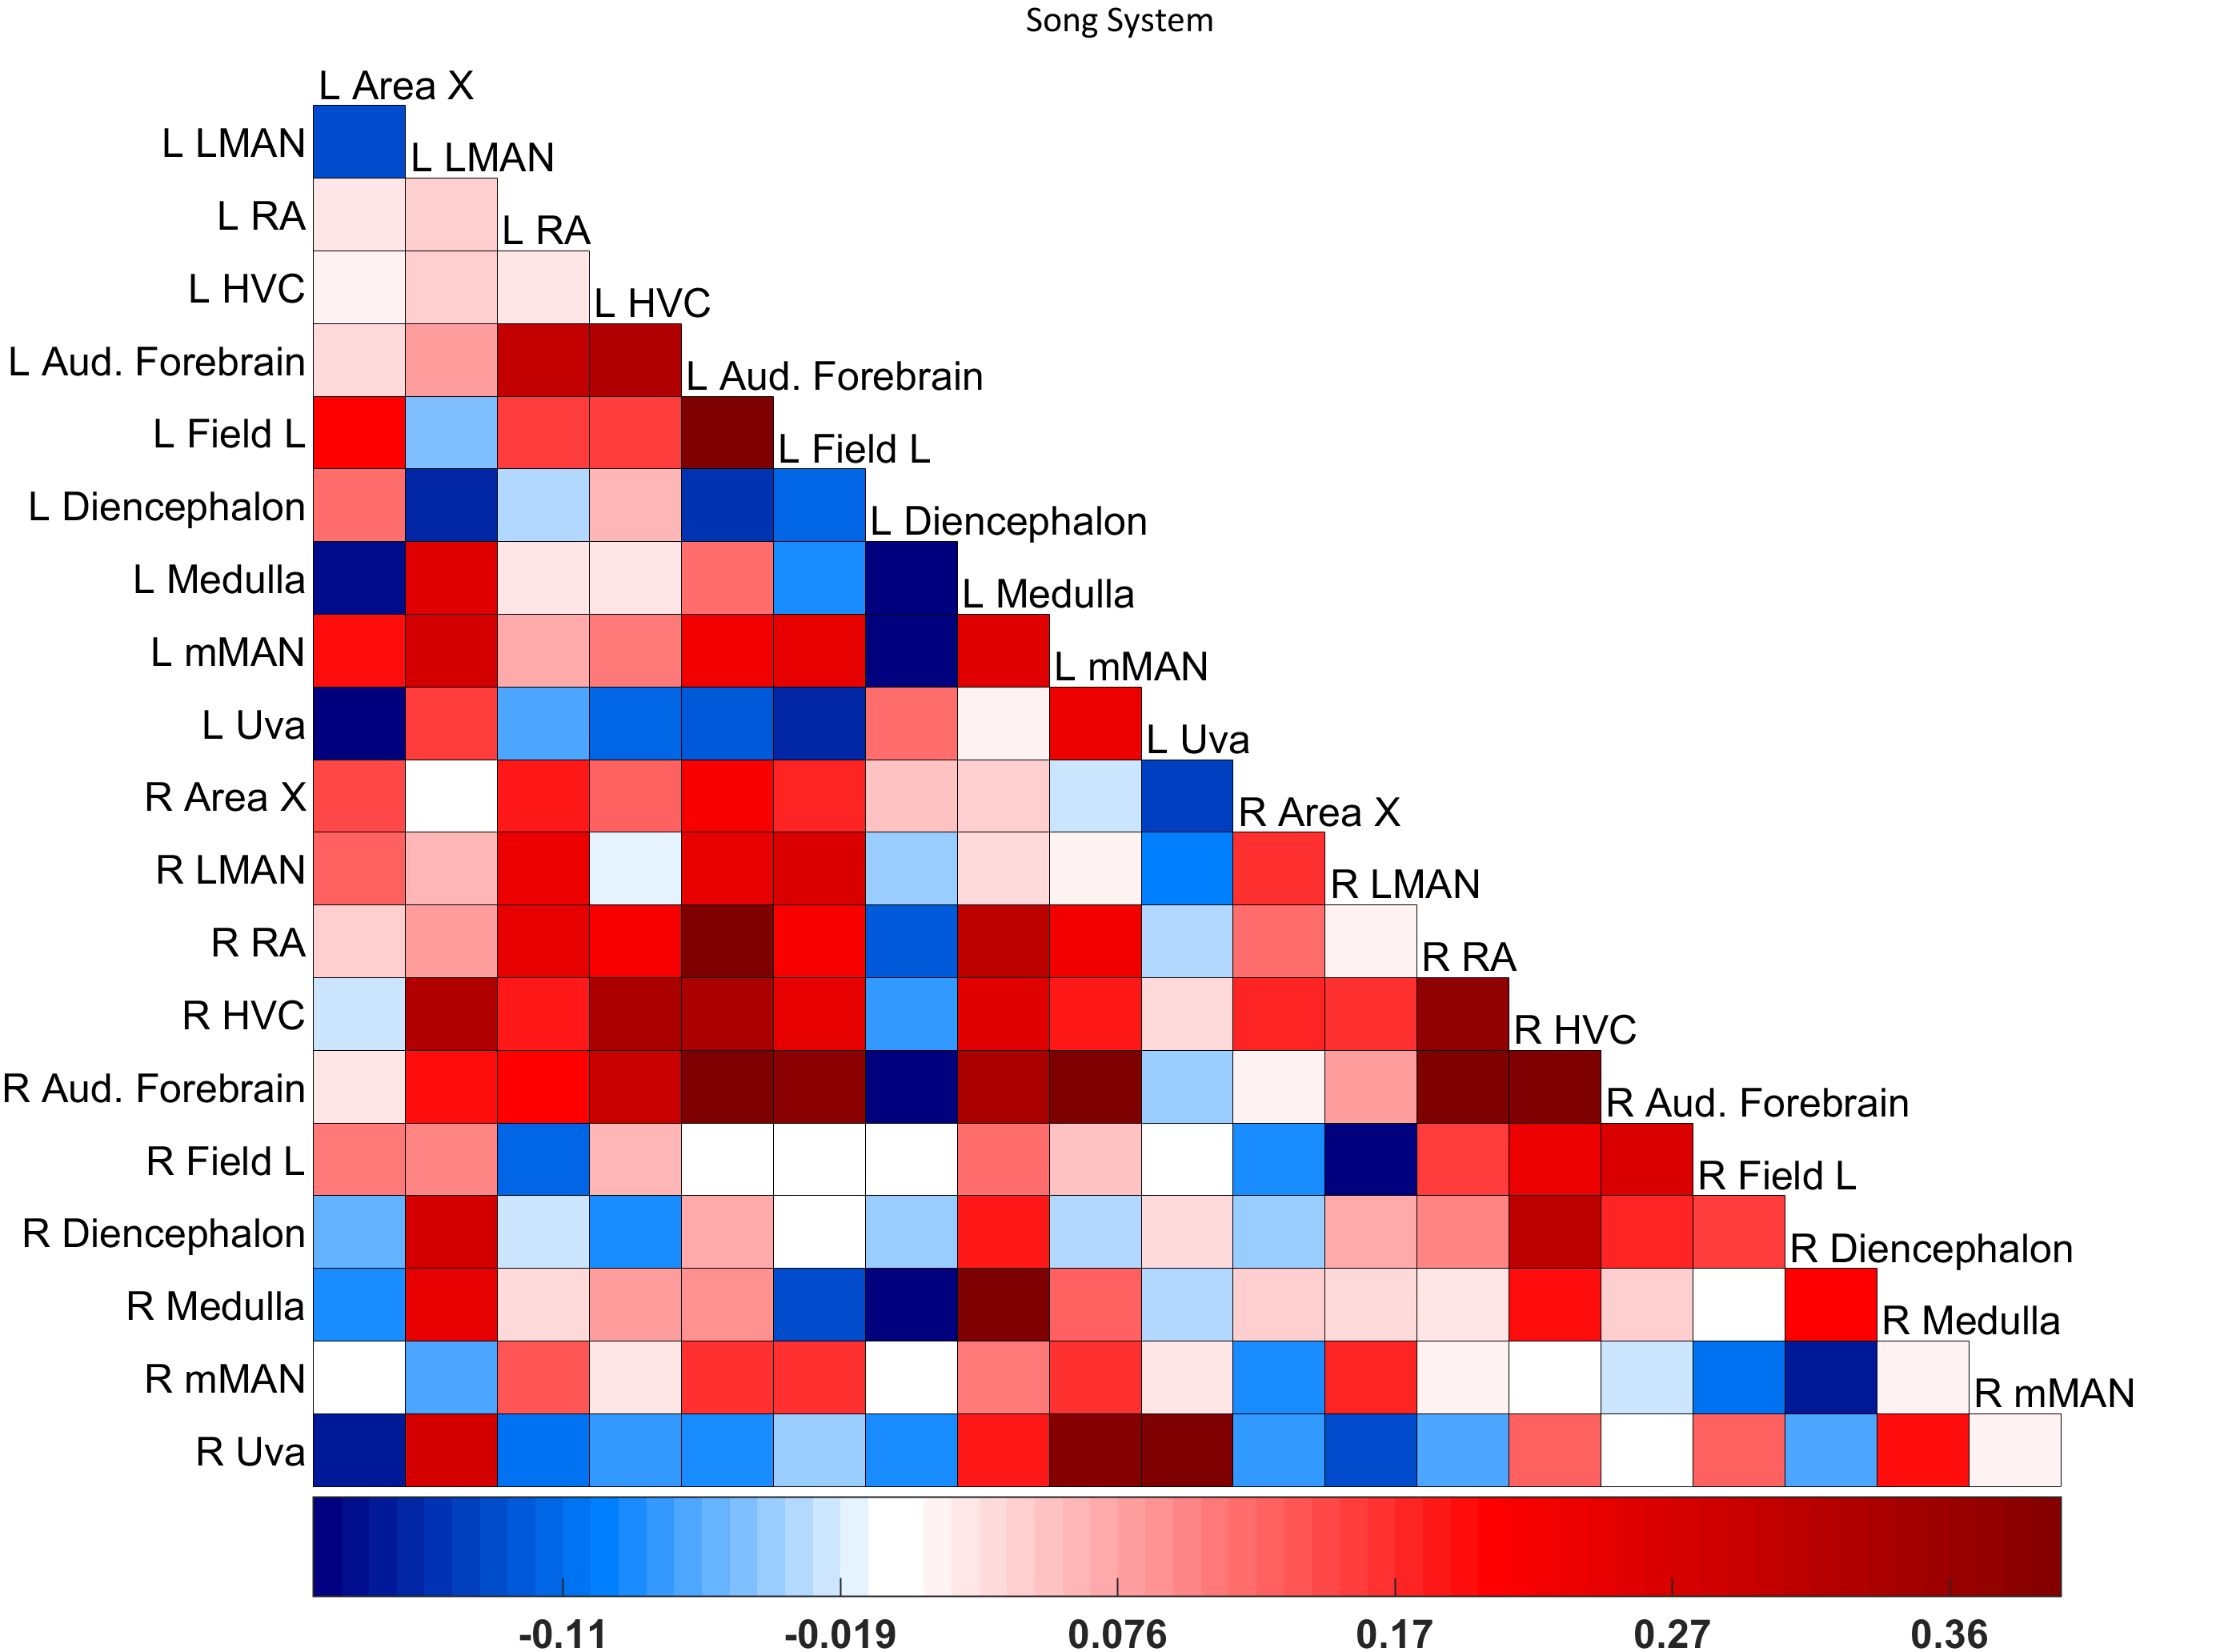 Song System
L Area X
L LMAN
L LMAN
L RA
L RA
L HVC
L HVC
L Aud. Forebrain
L Aud. Forebrain
L Field L
L Field L
L Diencephalon
L Diencephalon
L Medulla
L Medulla
L mMAN
L mMAN
L Uva
L Uva
R Area X
R Area X
R LMAN
R LMAN
R RA
R RA
R HVC
R HVC
R Aud. Forebrain
R Aud. Forebrain
R Field L
R Field L
R Diencephalon
R Diencephalon
R Medulla
R Medulla
R mMAN
R mMAN
R Uva
-0.11 -0.019 0.076 0.17 0.27 0.36